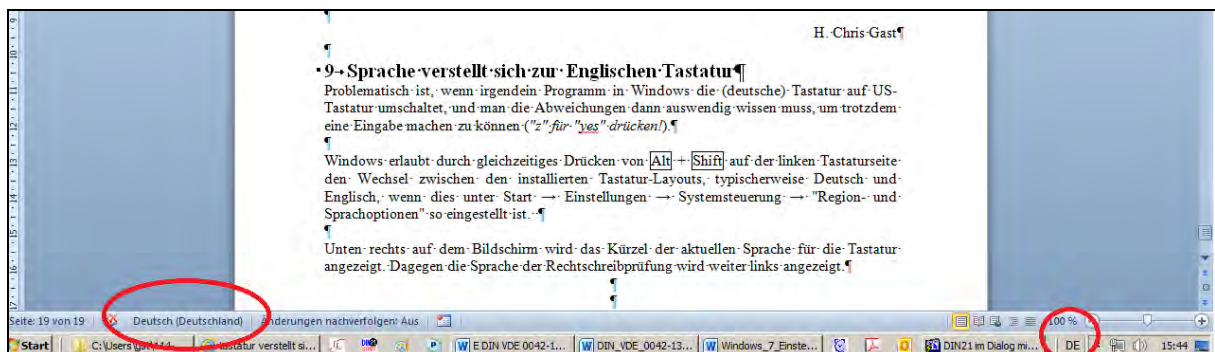 H. Chris Gast¶
¶
¶
9→Sprache verstellt sich zur Englischen Tastatur¶
Problematisch ist, wenn irgendein Programm in Windows die (deutsche) Tastatur auf US-
Tastatur umschaltet, und man die Abweichungen dann auswendig wissen muss, um trotzdem
eine Eingabe machen zu können ("z" für "yes" drücken!).¶
¶
Windows erlaubt durch gleichzeitiges Drücken von Alt + Shift auf der linken Tastaturseite
den Wechsel zwischen den installierten Tastatur-Layouts, typischerweise Deutsch und
Englisch, wenn dies unter Start → Einstellungen → Systemsteuerung → "Region- und
Sprachoptionen" so eingestellt ist. ¶
¶
Unten rechts auf dem Bildschirm wird das Kürzel der aktuellen Sprache für die Tastatur
angezeigt. Dagegen die Sprache der Rechtschreibprüfung wird weiter links angezeigt.¶
¶
¶
Seite: 19 von 19 Deutsch (Deutschland) Änderungen nachverfolgen: Aus 100 %
Start C:\Users Tastatur verstellt si... E DIN VDE 0042-1... DIN_VDE_0042-13... Windows_7_Einste... DIN21 im Dialog mi... DE 15:44